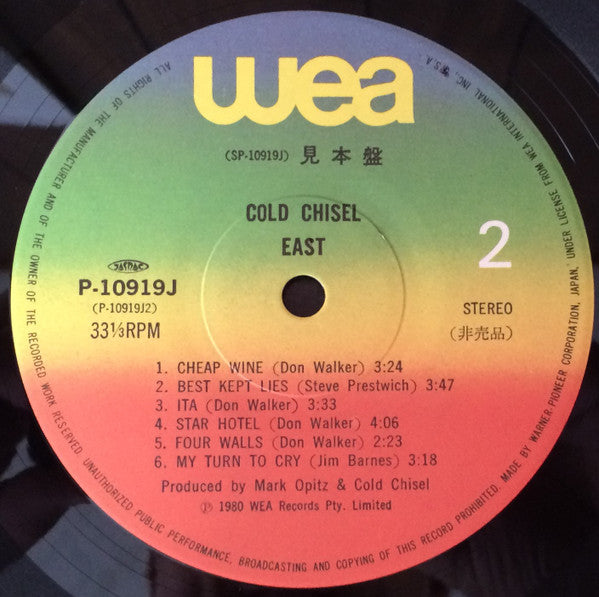 wea
(SP-10919J) 見本盤
COLD CHISEL
EAST
2
JASRAC
P-10919J
(P-10919J2)
33⅓RPM
STEREO
(非売品)
1. CHEAP WINE (Don Walker) 3:24
2. BEST KEPT LIES (Steve Prestwich) 3:47
3. ITA (Don Walker) 3:33
4. STAR HOTEL (Don Walker) 4:06
5. FOUR WALLS (Don Walker) 2:23
6. MY TURN TO CRY (Jim Barnes) 3:18
Produced by Mark Opitz & Cold Chisel
Ⓟ 1980 WEA Records Pty. Limited
ALL RIGHTS OF THE MANUFACTURER AND OF THE OWNER OF THE RECORDED WORK RESERVED. UNAUTHORIZED PUBLIC PERFORMANCE, BROADCASTING AND COPYING OF THIS RECORD PROHIBITED. MADE BY WARNER-PIONEER CORPORATION, JAPAN, UNDER LICENSE FROM WEA INTERNATIONAL INC., U.S.A.